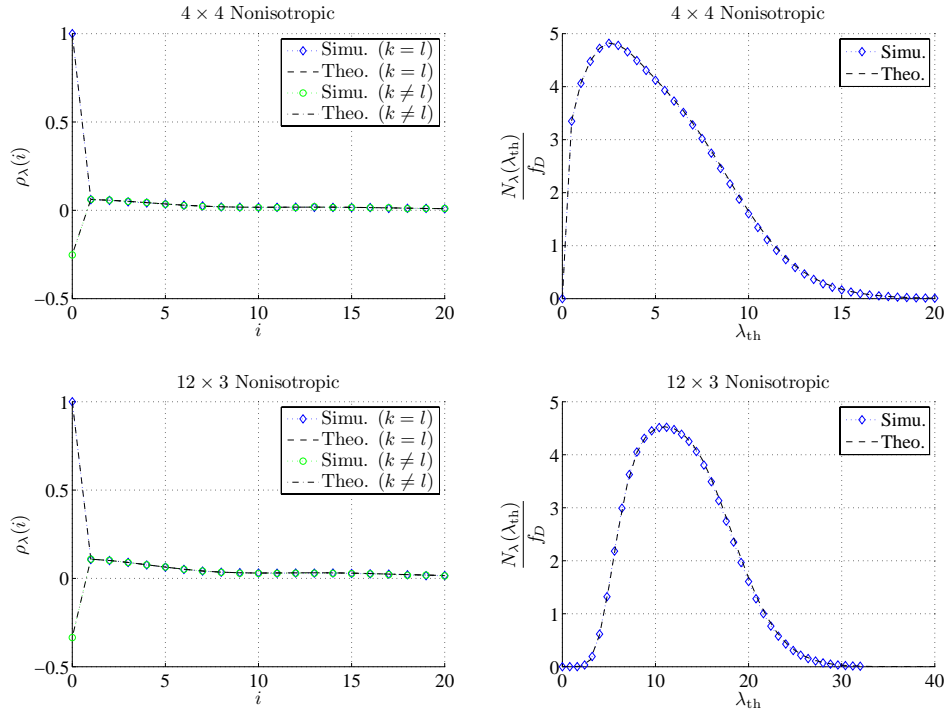 4 × 4 Nonisotropic
1
0.5
0
−0.5
ρλ(i)
0 5 10 15 20
i
Simu. (k = l)
Theo. (k = l)
Simu. (k ≠ l)
Theo. (k ≠ l)
4 × 4 Nonisotropic
5
4
3
2
1
0
Nλ(λth)
fD
0 5 10 15 20
λth
Simu.
Theo.
12 × 3 Nonisotropic
1
0.5
0
−0.5
ρλ(i)
0 5 10 15 20
i
Simu. (k = l)
Theo. (k = l)
Simu. (k ≠ l)
Theo. (k ≠ l)
12 × 3 Nonisotropic
5
4
3
2
1
0
Nλ(λth)
fD
0 10 20 30 40
λth
Simu.
Theo.